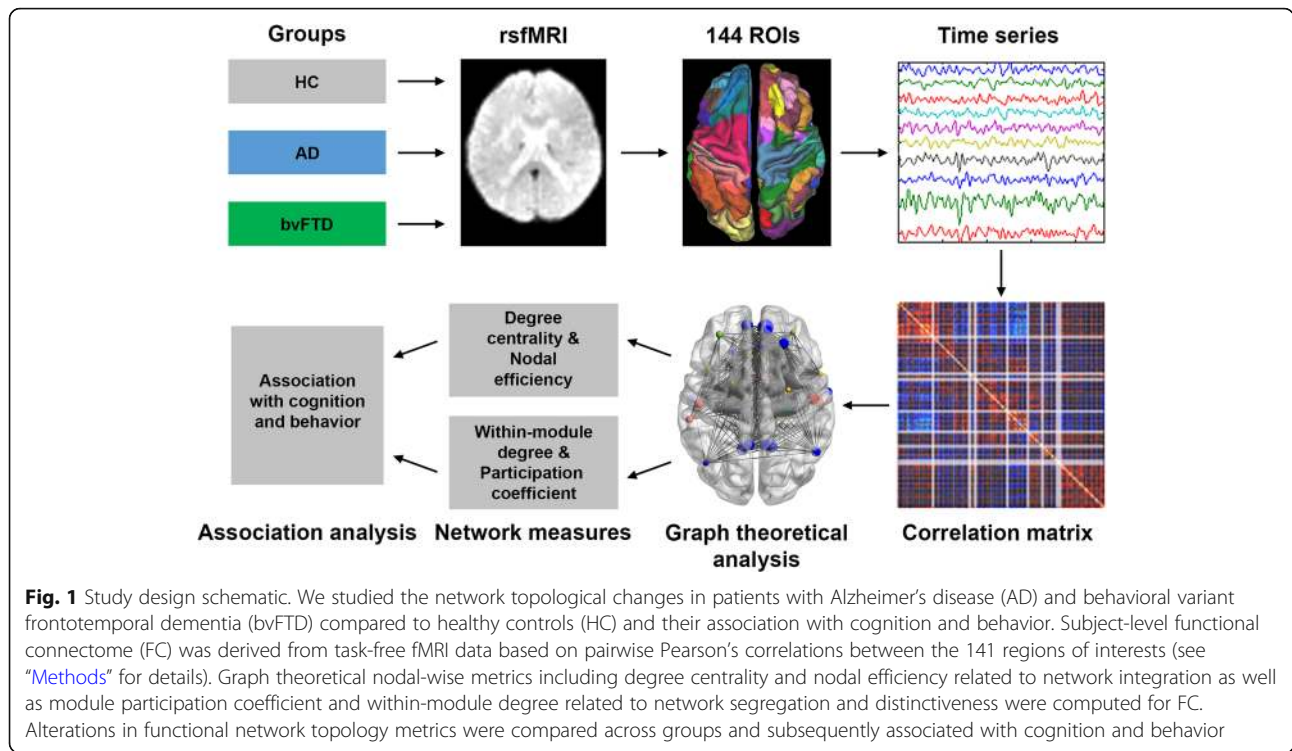 Groups
rsfMRI
144 ROIs
Time series
HC
AD
bvFTD
Association
with cognition
and behavior
Degree
centrality &
Nodal
efficiency
Within-module
degree &
Participation
coefficient
Association analysis
Network measures
Graph theoretical
analysis
Correlation matrix
Fig. 1 Study design schematic. We studied the network topological changes in patients with Alzheimer's disease (AD) and behavioral variant
frontotemporal dementia (bvFTD) compared to healthy controls (HC) and their association with cognition and behavior. Subject-level functional
connectome (FC) was derived from task-free fMRI data based on pairwise Pearson's correlations between the 141 regions of interests (see
“Methods” for details). Graph theoretical nodal-wise metrics including degree centrality and nodal efficiency related to network integration as well
as module participation coefficient and within-module degree related to network segregation and distinctiveness were computed for FC.
Alterations in functional network topology metrics were compared across groups and subsequently associated with cognition and behavior